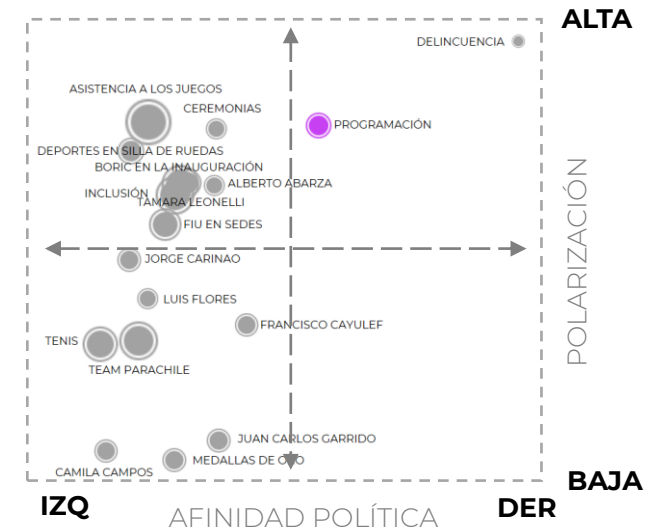 ALTA
DELINCUENCIA
ASISTENCIA A LOS JUEGOS
CEREMONIAS
PROGRAMACIÓN
DEPORTES EN SILLA DE RUEDAS
BORIC EN LA INAUGURACIÓN
ALBERTO ABARZA
INCLUSIÓN
TAMARA LEONELLI
FIU EN SEDES
JORGE CARINAO
LUIS FLORES
FRANCISCO CAYULEF
TENIS
TEAM PARACHILE
JUAN CARLOS GARRIDO
MEDALLAS DE ORO
CAMILA CAMPOS
POLARIZACIÓN
BAJA
IZQ
AFINIDAD POLÍTICA
DER